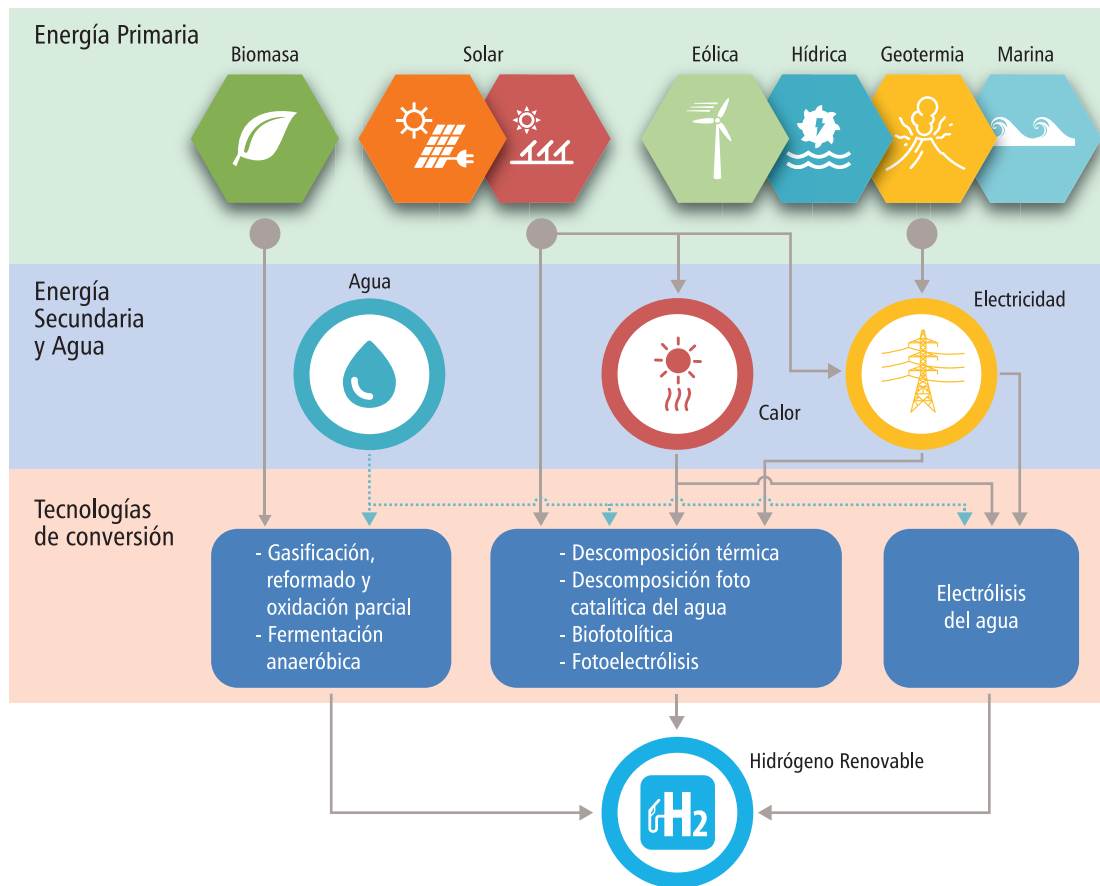 Energía Primaria
Biomasa
Solar
Eólica
Hídrica
Geotermia
Marina
Energía
Secundaria
y Agua
Agua
Calor
Electricidad
Tecnologías
de conversión
- Gasificación,
reformado y
oxidación parcial
- Fermentación
anaeróbica
- Descomposición térmica
- Descomposición foto
catalítica del agua
- Biofotolítica
- Fotoelectrólisis
Electrólisis
del agua
Hidrógeno Renovable
H2